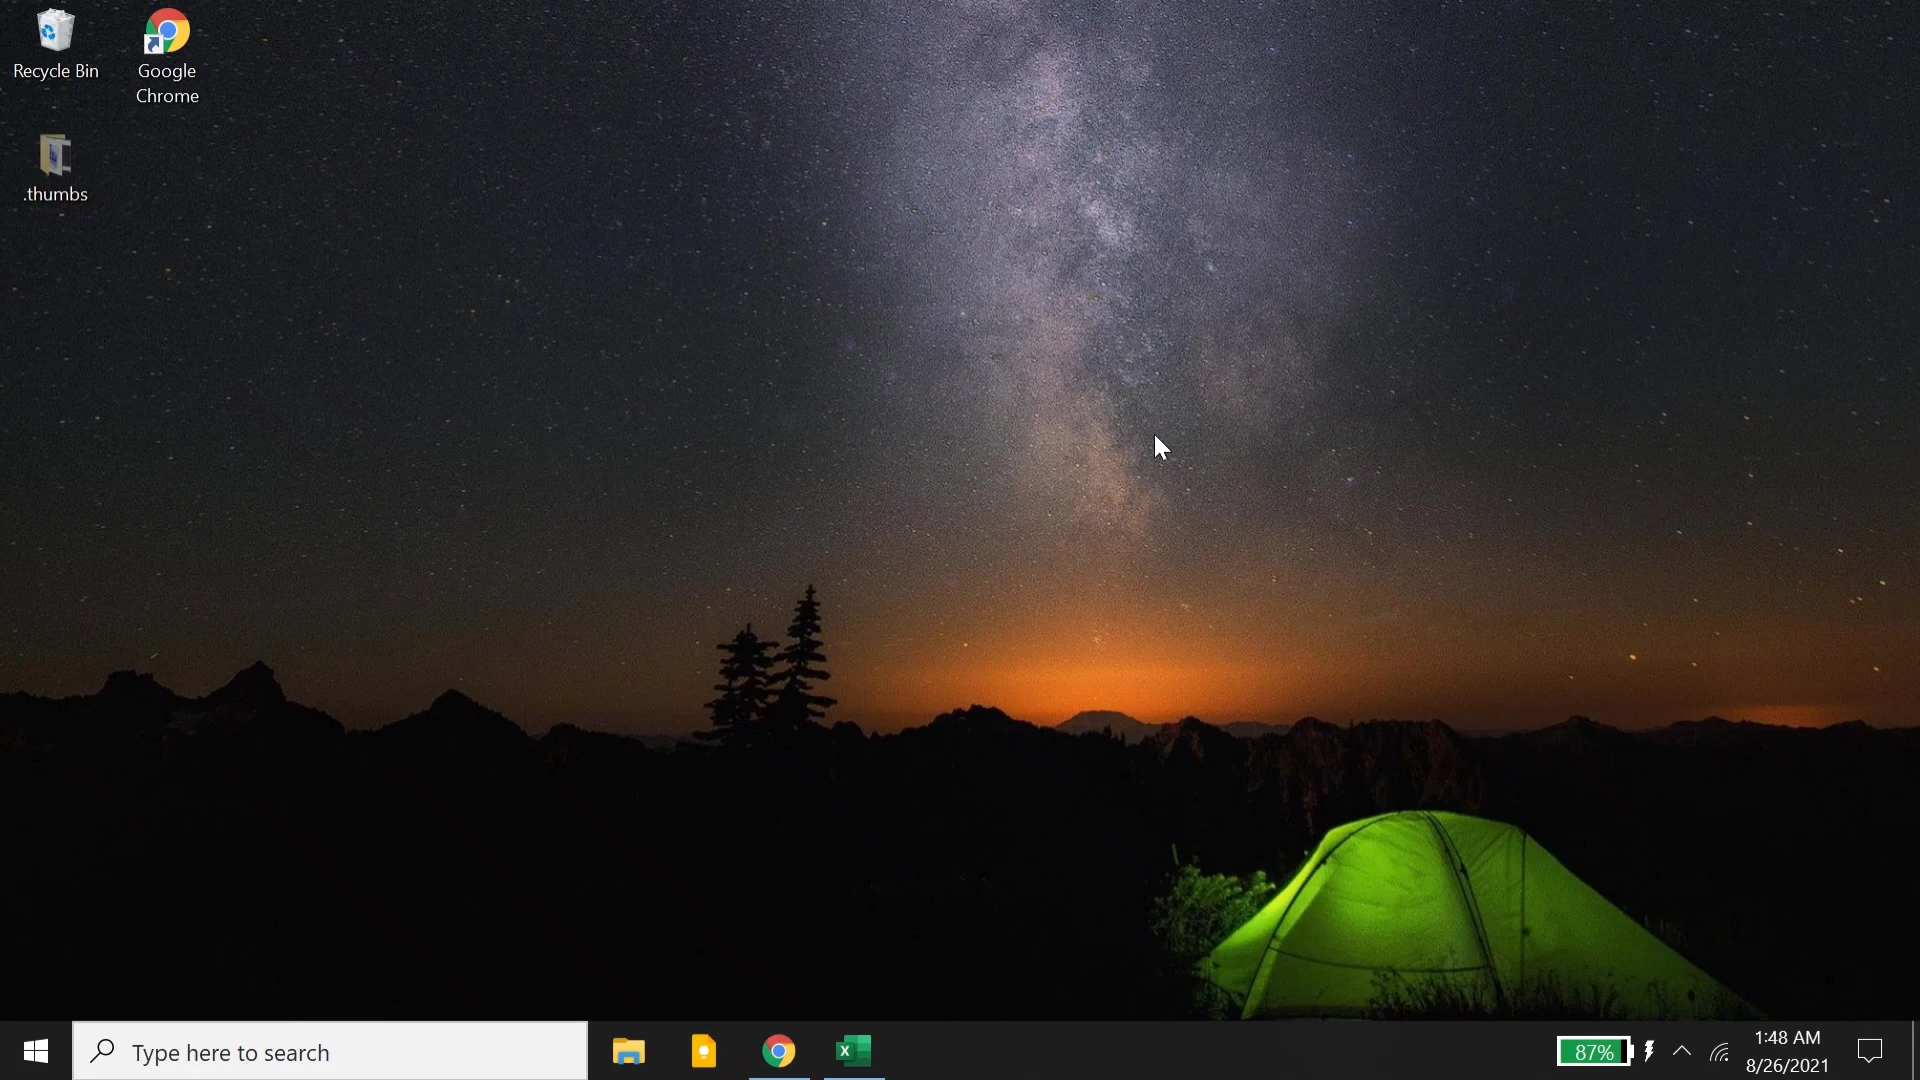 Recycle Bin
Google
Chrome
.thumbs
Type here to search
X
87%
1:48 AM
8/26/2021